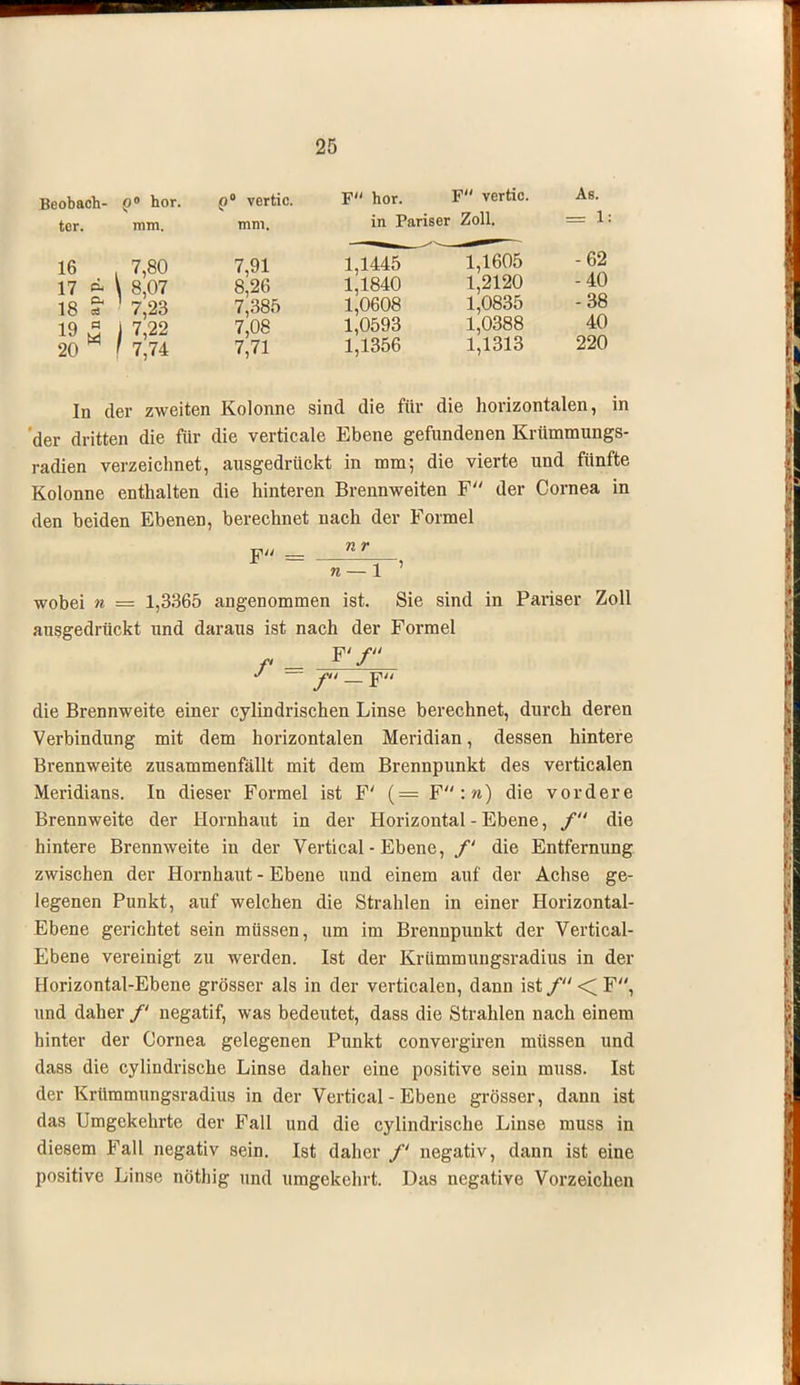 25
Beobach- ρ⁰ hor. ρ⁰ vertic. F" hor. F" vertic. As.
ter. mm. mm. in Pariser Zoll. = 1:
16 7,80 7,91 1,1445 1,1605 - 62
17 8,07 8,26 1,1840 1,2120 - 40
18 7,23 7,385 1,0608 1,0835 - 38
19 7,22 7,08 1,0593 1,0388 40
20 7,74 7,71 1,1356 1,1313 220
Knapp.
In der zweiten Kolonne sind die für die horizontalen, in
der dritten die für die verticale Ebene gefundenen Krümmungs-
radien verzeichnet, ausgedrückt in mm; die vierte und fünfte
Kolonne enthalten die hinteren Brennweiten F" der Cornea in
den beiden Ebenen, berechnet nach der Formel
F" = n r / n — 1 ,
wobei n = 1,3365 angenommen ist. Sie sind in Pariser Zoll
ausgedrückt und daraus ist nach der Formel
f' = F' f" / f" — F"
die Brennweite einer cylindrischen Linse berechnet, durch deren
Verbindung mit dem horizontalen Meridian, dessen hintere
Brennweite zusammenfällt mit dem Brennpunkt des verticalen
Meridians. In dieser Formel ist F' (= F" : n) die vordere
Brennweite der Hornhaut in der Horizontal - Ebene, f" die
hintere Brennweite in der Vertical - Ebene, f' die Entfernung
zwischen der Hornhaut - Ebene und einem auf der Achse ge-
legenen Punkt, auf welchen die Strahlen in einer Horizontal-
Ebene gerichtet sein müssen, um im Brennpunkt der Vertical-
Ebene vereinigt zu werden. Ist der Krümmungsradius in der
Horizontal-Ebene grösser als in der verticalen, dann ist f" < F",
und daher f' negatif, was bedeutet, dass die Strahlen nach einem
hinter der Cornea gelegenen Punkt convergiren müssen und
dass die cylindrische Linse daher eine positive sein muss. Ist
der Krümmungsradius in der Vertical - Ebene grösser, dann ist
das Umgekehrte der Fall und die cylindrische Linse muss in
diesem Fall negativ sein. Ist daher f' negativ, dann ist eine
positive Linse nöthig und umgekehrt. Das negative Vorzeichen